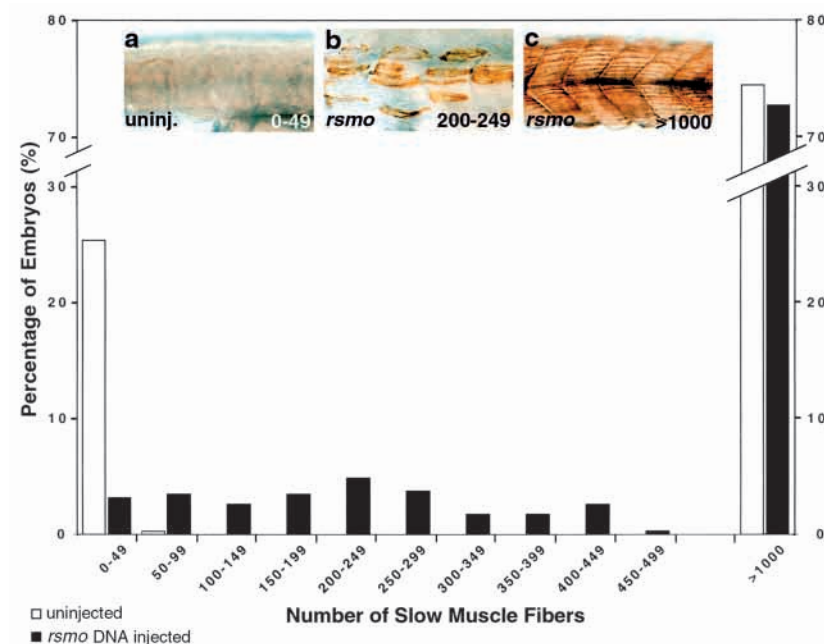 80
70
30
20
10
0
Percentage of Embryos (%)
a
uninj.
0-49
b
rsmo
200-249
c
rsmo
>1000
80
70
30
20
10
0
0-49
50-99
100-149
150-199
200-249
250-299
300-349
350-399
400-449
450-499
>1000
Number of Slow Muscle Fibers
uninjected
rsmo DNA injected